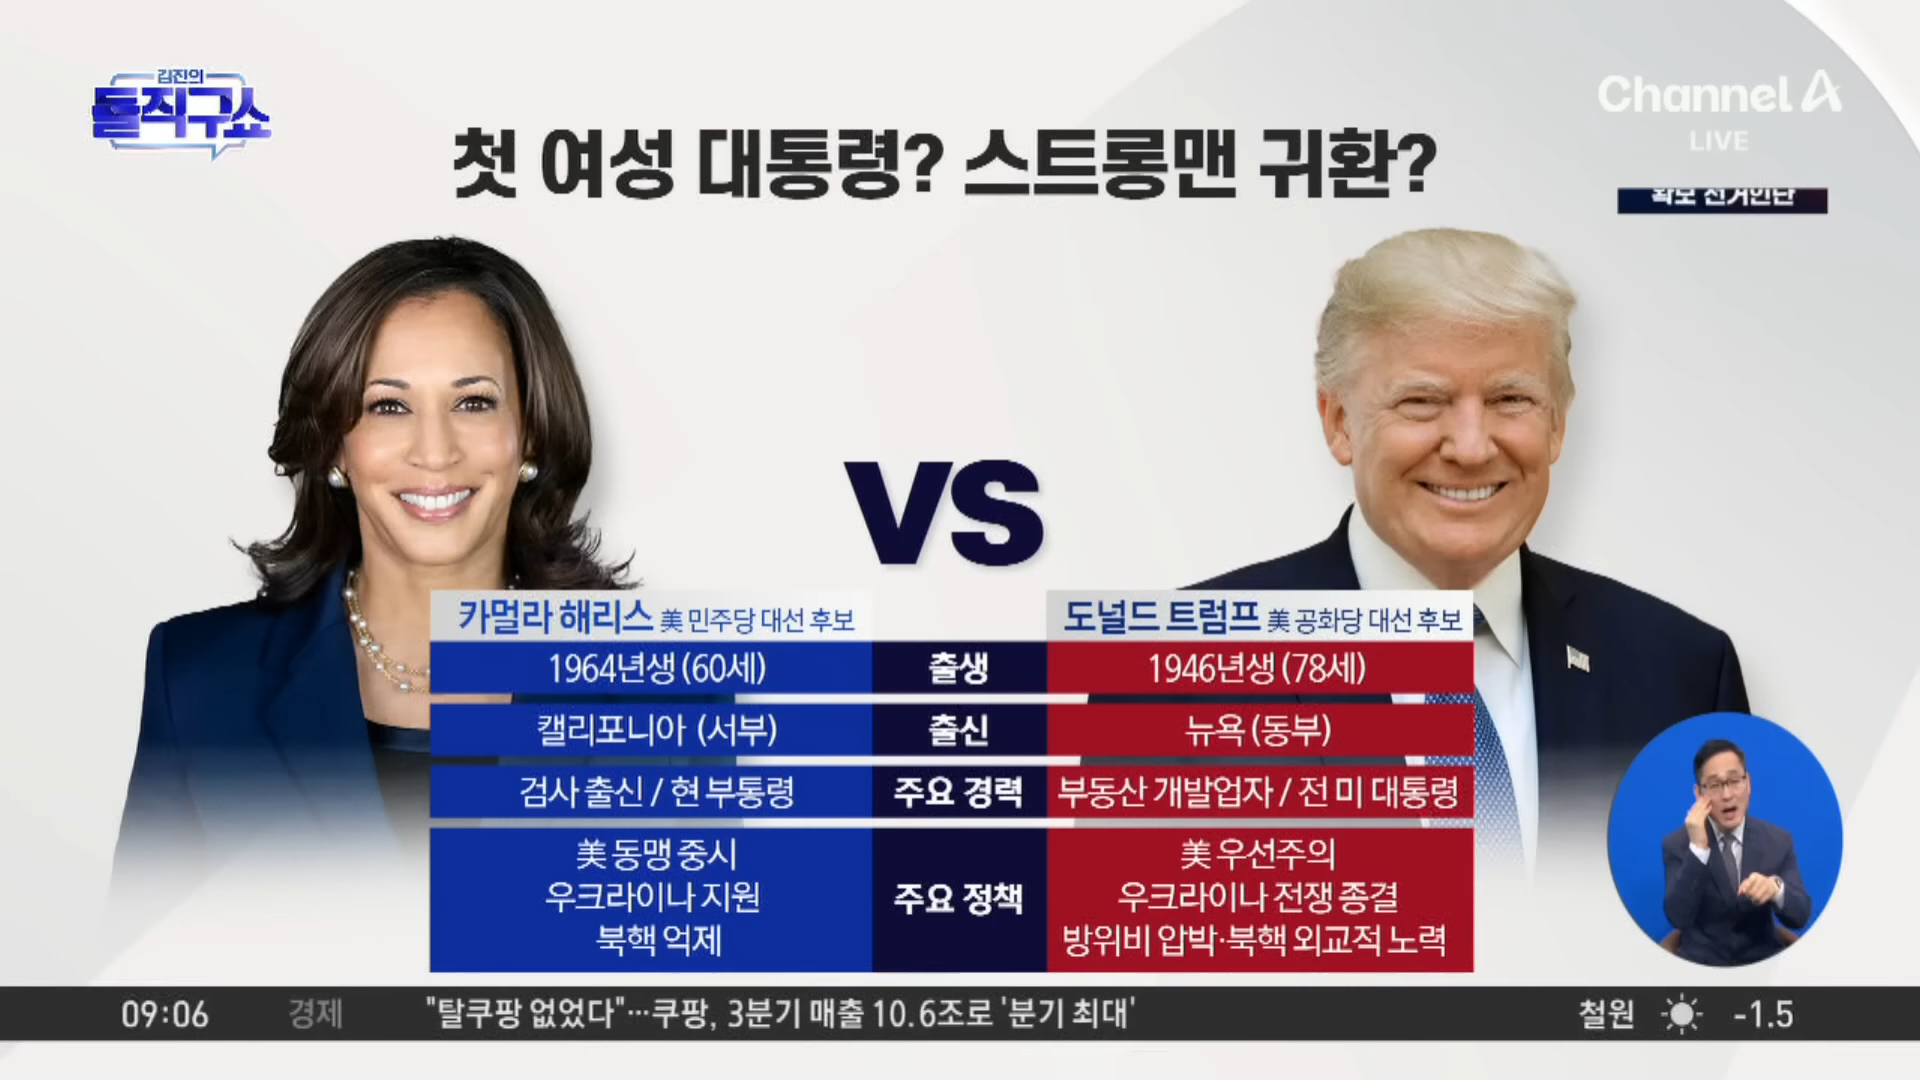 김진의
돌직구쇼
Channel A
LIVE
첫 여성 대통령? 스트롱맨 귀환?
확보 선거인단
VS
카멀라 해리스 美 민주당 대선 후보
도널드 트럼프 美 공화당 대선 후보
1964년생 (60세) 출생 1946년생 (78세)
캘리포니아 (서부) 출신 뉴욕 (동부)
검사 출신 / 현 부통령 주요 경력 부동산 개발업자 / 전 미 대통령
美 동맹 중시
우크라이나 지원
북핵 억제
주요 정책
美 우선주의
우크라이나 전쟁 종결
방위비 압박·북핵 외교적 노력
09:06 경제 "탈쿠팡 없었다"…쿠팡, 3분기 매출 10.6조로 '분기 최대' 철원 -1.5